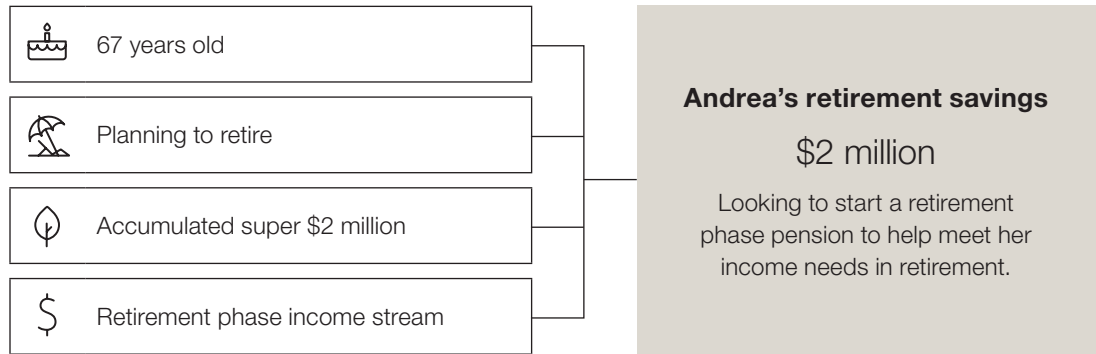 67 years old
Planning to retire
Accumulated super $2 million
Retirement phase income stream
Andrea’s retirement savings
$2 million
Looking to start a retirement
phase pension to help meet her
income needs in retirement.